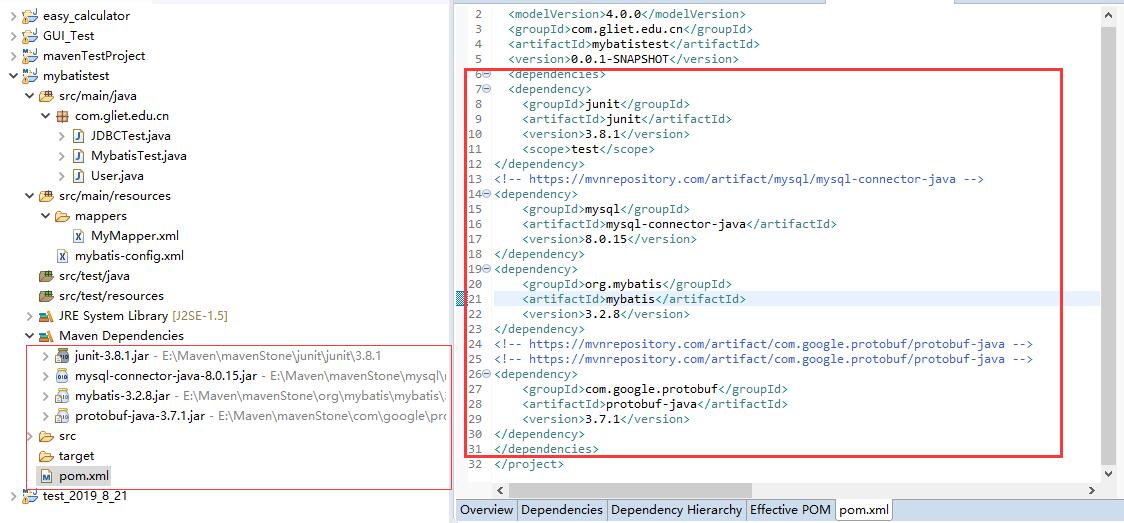 easy_calculator
GUI_Test
mavenTestProject
mybatistest
src/main/java
com.gliet.edu.cn
JDBCTest.java
MybatisTest.java
User.java
src/main/resources
mappers
MyMapper.xml
mybatis-config.xml
src/test/java
src/test/resources
JRE System Library [J2SE-1.5]
Maven Dependencies
junit-3.8.1.jar - E:\Maven\mavenStone\junit\junit\3.8.1
mysql-connector-java-8.0.15.jar - E:\Maven\mavenStone\mysql\
mybatis-3.2.8.jar - E:\Maven\mavenStone\org\mybatis\mybatis\
protobuf-java-3.7.1.jar - E:\Maven\mavenStone\com\google\pro
src
target
pom.xml
test_2019_8_21
2 <modelVersion>4.0.0</modelVersion>
3 <groupId>com.gliet.edu.cn</groupId>
4 <artifactId>mybatistest</artifactId>
5 <version>0.0.1-SNAPSHOT</version>
6 <dependencies>
7 <dependency>
8 <groupId>junit</groupId>
9 <artifactId>junit</artifactId>
10 <version>3.8.1</version>
11 <scope>test</scope>
12 </dependency>
13 <!-- https://mvnrepository.com/artifact/mysql/mysql-connector-java -->
14 <dependency>
15 <groupId>mysql</groupId>
16 <artifactId>mysql-connector-java</artifactId>
17 <version>8.0.15</version>
18 </dependency>
19 <dependency>
20 <groupId>org.mybatis</groupId>
21 <artifactId>mybatis</artifactId>
22 <version>3.2.8</version>
23 </dependency>
24 <!-- https://mvnrepository.com/artifact/com.google.protobuf/protobuf-java -->
25 <!-- https://mvnrepository.com/artifact/com.google.protobuf/protobuf-java -->
26 <dependency>
27 <groupId>com.google.protobuf</groupId>
28 <artifactId>protobuf-java</artifactId>
29 <version>3.7.1</version>
30 </dependency>
31 </dependencies>
32 </project>
Overview Dependencies Dependency Hierarchy Effective POM pom.xml